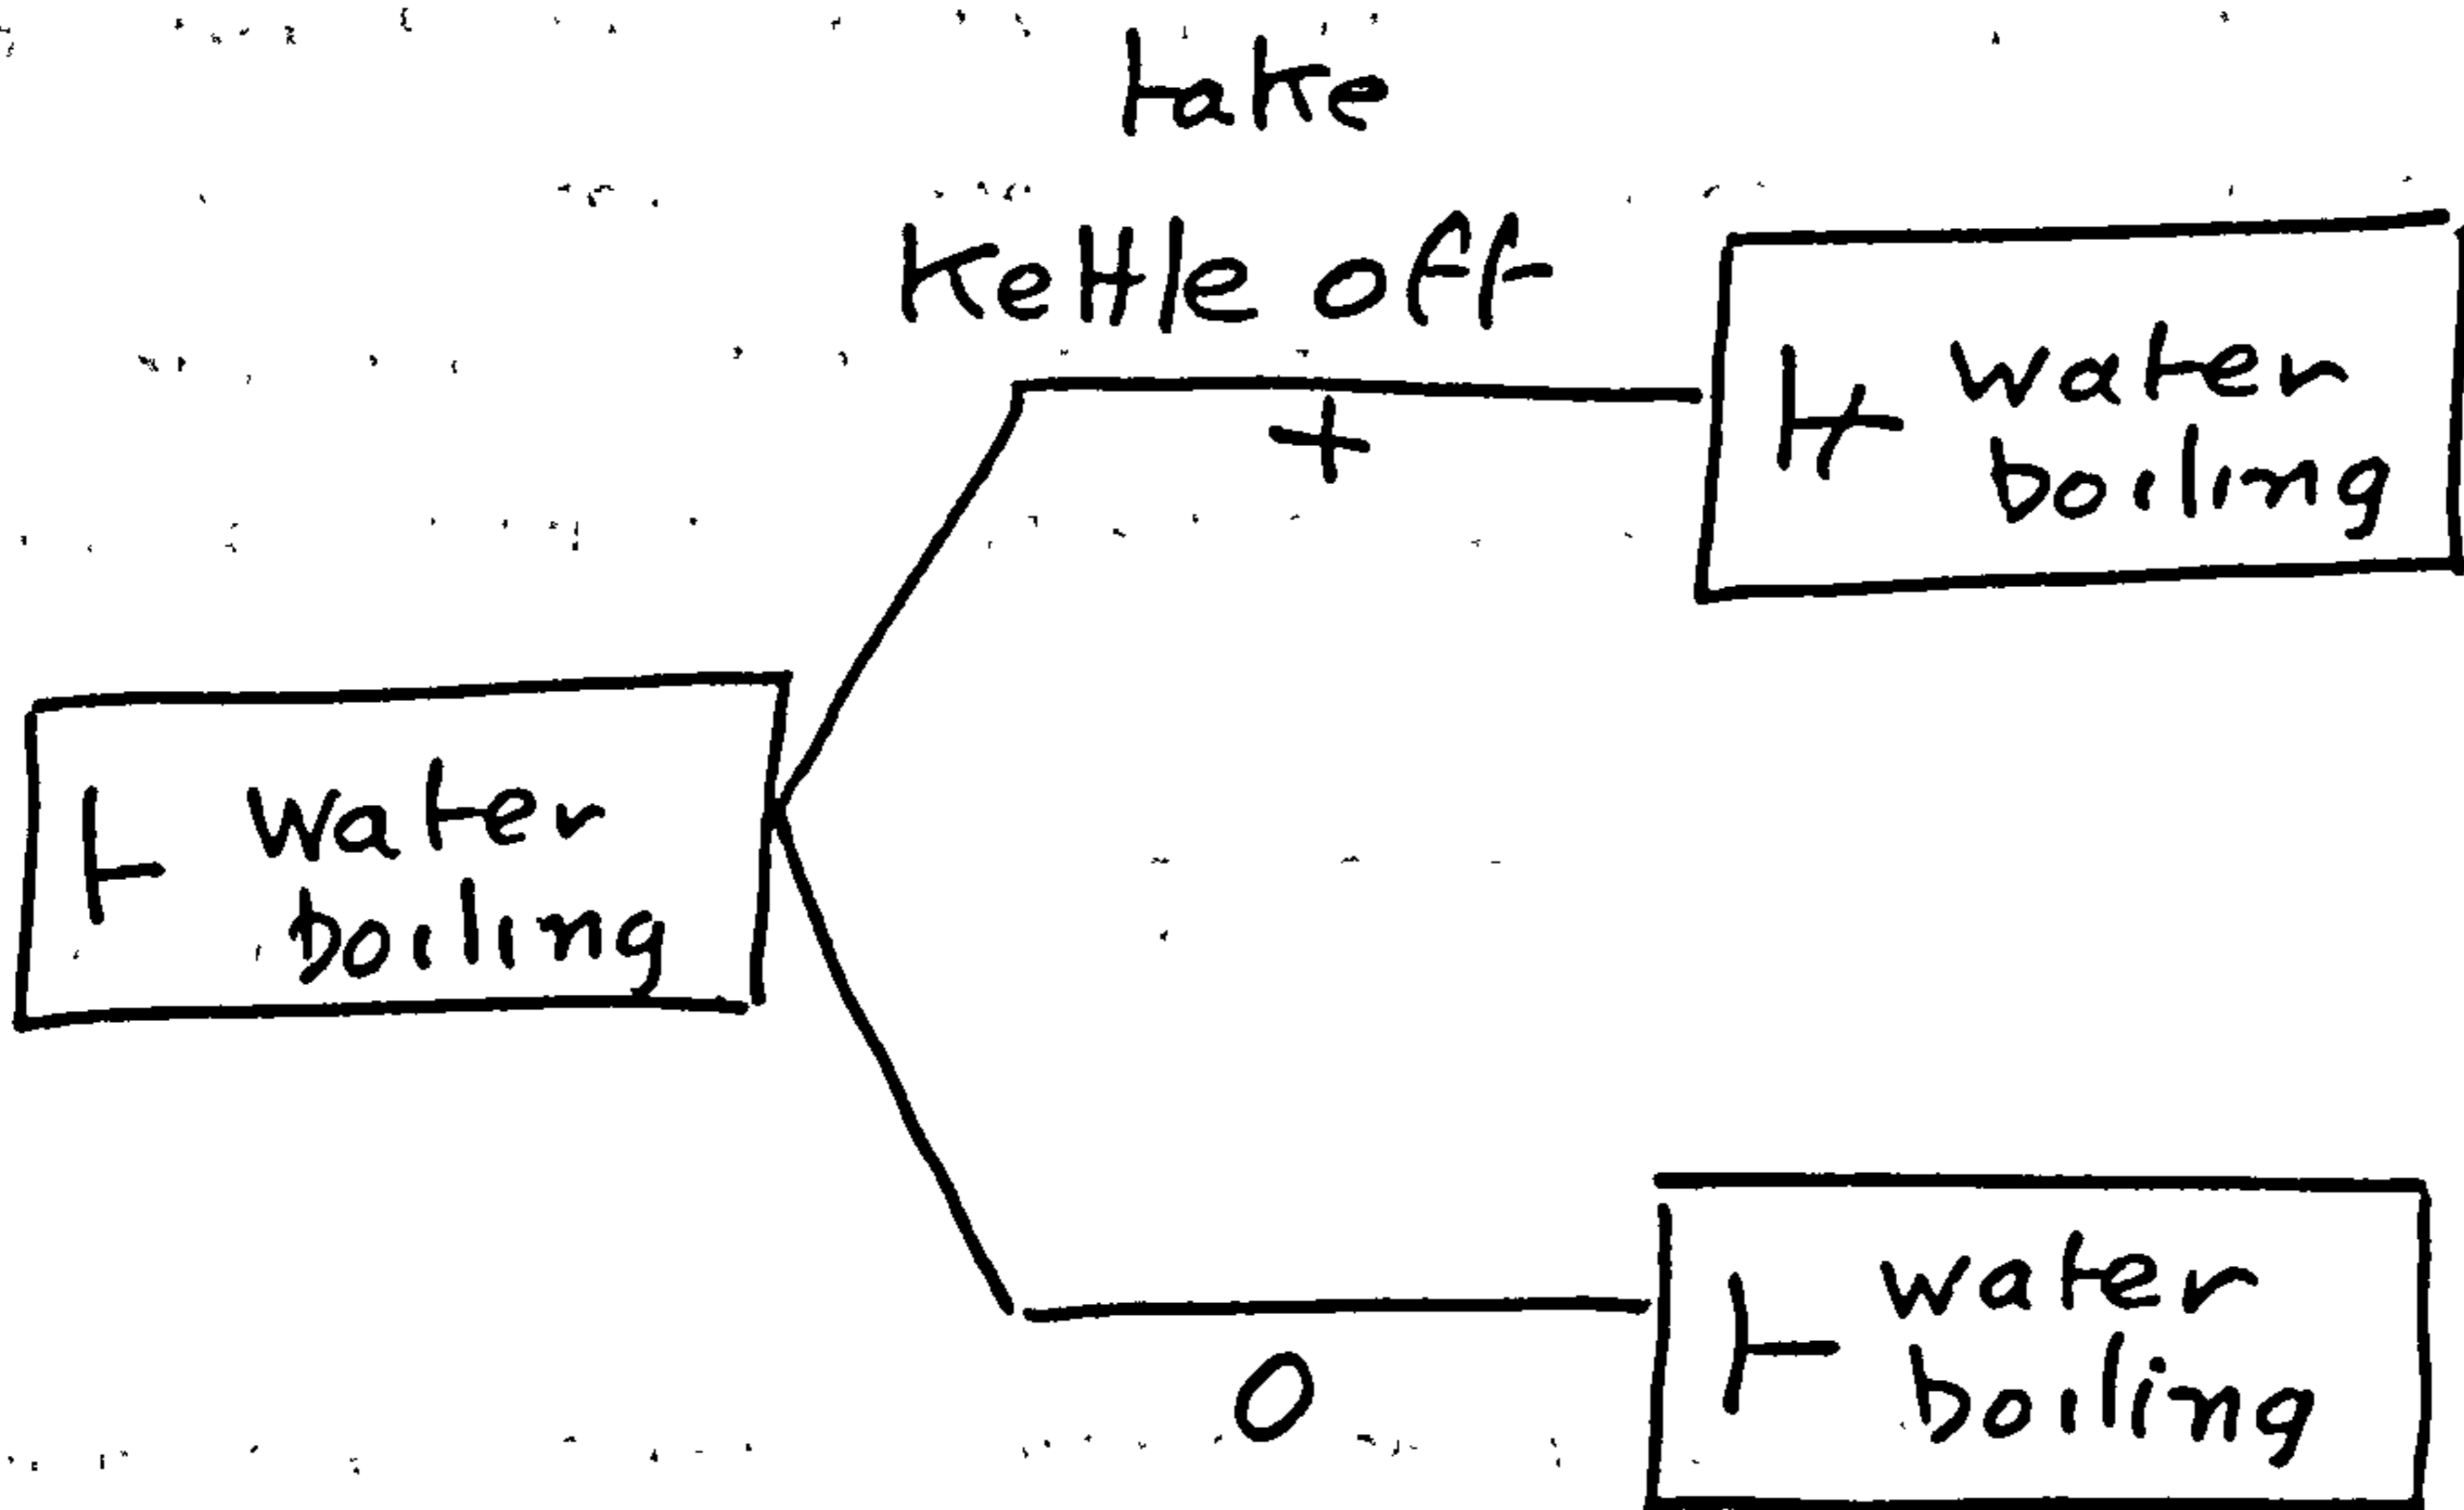 take
Kettle off
+
⊬ water
boiling
⊢ water
boiling
0
⊢ water
boiling